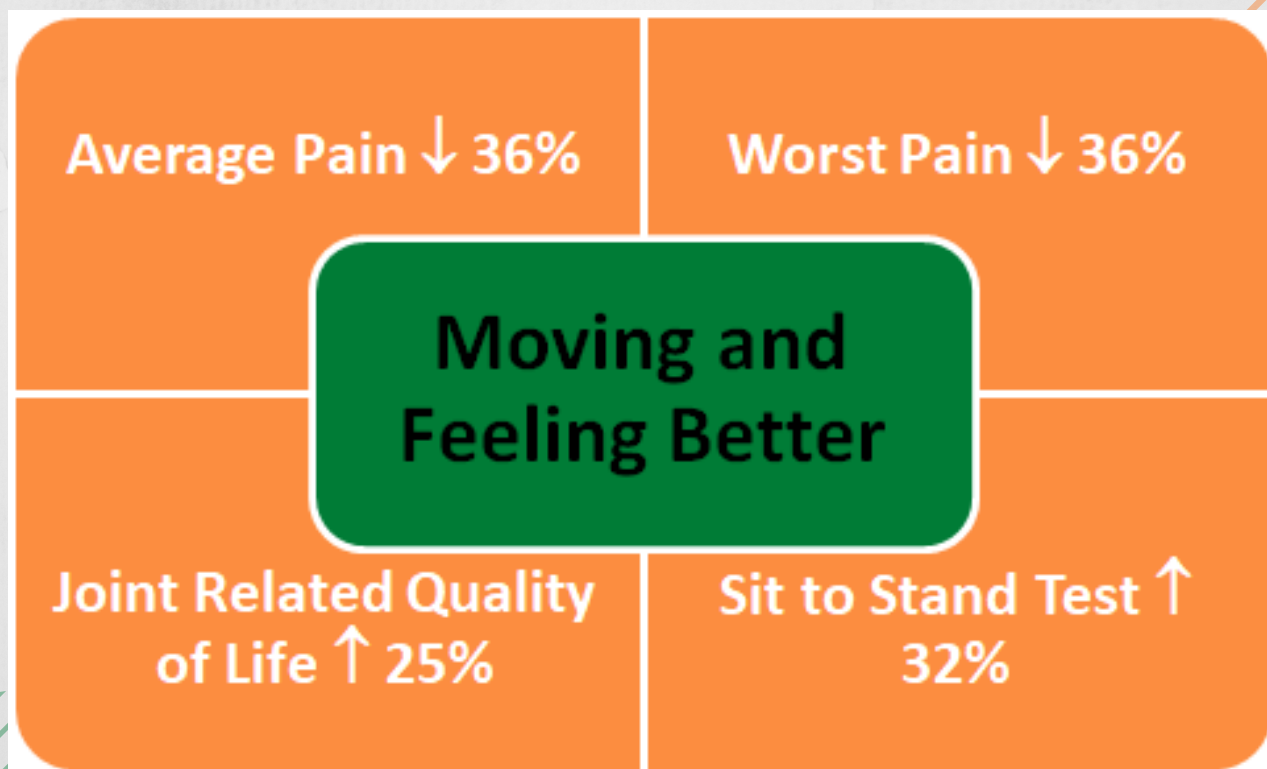 Average Pain ↓ 36%
Worst Pain ↓ 36%
Moving and
Feeling Better
Joint Related Quality
of Life ↑ 25%
Sit to Stand Test ↑
32%